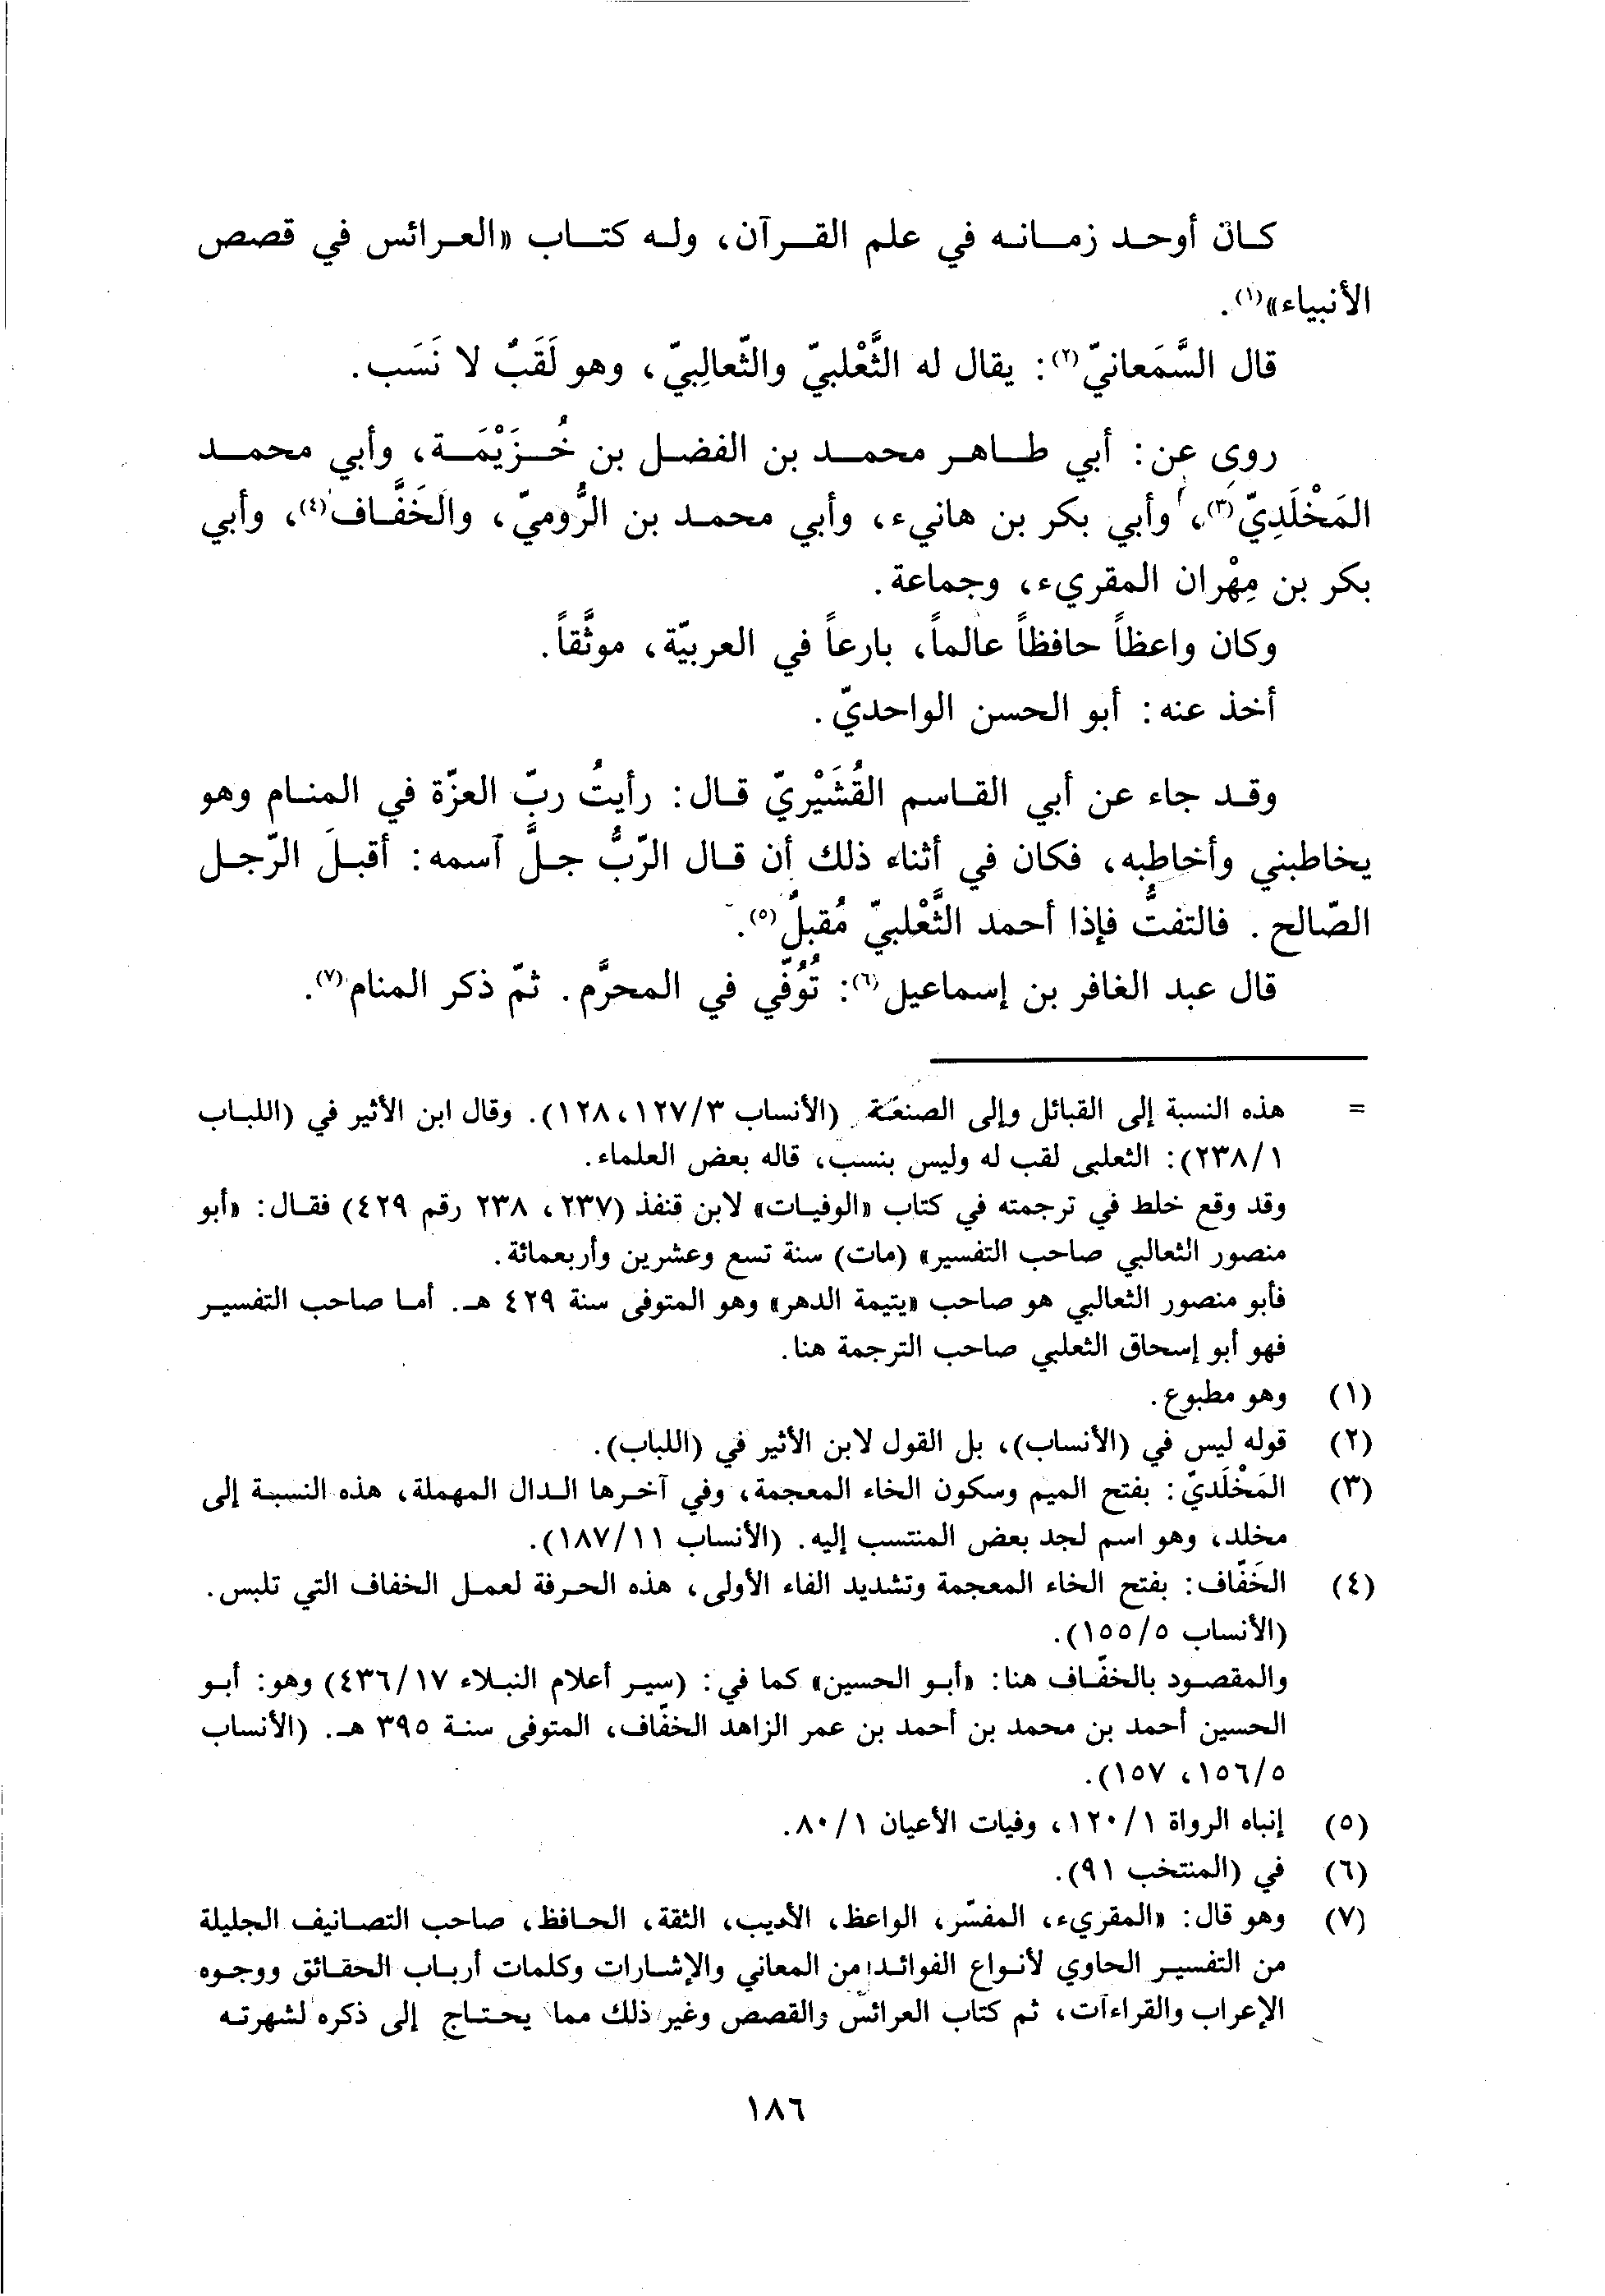 كان أوحد زمانه في علم القرآن، وله كتاب «العرائس في قصص
الأنبياء»(١).
قال السَّمَعانيّ(٢): يقال له الثَّعْلبيّ والثّعالِبيّ، وهو لَقَبٌ لا نَسَب.
روى عن: أبي طاهر محمد بن الفضل بن خُزَيْمَة، وأبي محمد
المَخْلَدِيّ(٣)، وأبي بكر بن هانيء، وأبي محمد بن الرُّوميّ، والخَفَّاف(٤)، وأبي
بكر بن مِهْران المقريء، وجماعة.
وكان واعظاً حافظاً عالماً، بارعاً في العربيّة، موثَّقاً.
أخذ عنه: أبو الحسن الواحديّ.
وقد جاء عن أبي القاسم القُشَيْريّ قال: رأيتُ ربّ العزّة في المنام وهو
يخاطبني وأخاطبه، فكان في أثناء ذلك أن قال الرّبُّ جلَّ آسمه: أقبلَ الرّجل
الصّالح. فالتفتُّ فإذا أحمد الثَّعْلبيّ مُقبلٌ(٥).
قال عبد الغافر بن إسماعيل(٦): تُوُفّي في المحرَّم. ثمّ ذكر المنام(٧).
= هذه النسبة إلى القبائل وإلى الصنعة. (الأنساب ١٢٧/٣، ١٢٨). وقال ابن الأثير في (اللباب
٢٣٨/١): الثعلبي لقب له وليس بنسب، قاله بعض العلماء.
وقد وقع خلط في ترجمته في كتاب «الوفيات» لابن قنفذ (٢٣٧، ٢٣٨ رقم ٤٢٩) فقال: «أبو
منصور الثعالبي صاحب التفسير» (مات) سنة تسع وعشرين وأربعمائة.
فأبو منصور الثعالبي هو صاحب «يتيمة الدهر» وهو المتوفى سنة ٤٢٩ هـ. أما صاحب التفسير
فهو أبو إسحاق الثعلبي صاحب الترجمة هنا.
(١) وهو مطبوع.
(٢) قوله ليس في (الأنساب)، بل القول لابن الأثير في (اللباب).
(٣) المَخْلَديّ: بفتح الميم وسكون الخاء المعجمة، وفي آخرها الدال المهملة، هذه النسبة إلى
مخلد، وهو اسم لجد بعض المنتسب إليه. (الأنساب ١٨٧/١١).
(٤) الخَفّاف: بفتح الخاء المعجمة وتشديد الفاء الأولى، هذه الحرفة لعمل الخفاف التي تلبس.
(الأنساب ١٥٥/٥).
والمقصود بالخفّاف هنا: «أبو الحسين» كما في: (سير أعلام النبلاء ٤٣٦/١٧) وهو: أبو
الحسين أحمد بن محمد بن أحمد بن عمر الزاهد الخفّاف، المتوفى سنة ٣٩٥ هـ. (الأنساب
١٥٦/٥، ١٥٧).
(٥) إنباه الرواة ١٢٠/١، وفيات الأعيان ٨٠/١.
(٦) في (المنتخب ٩١).
(٧) وهو قال: «المقريء، المفسّر، الواعظ، الأديب، الثقة، الحافظ، صاحب التصانيف الجليلة
من التفسير الحاوي لأنواع الفوائد من المعاني والإشارات وكلمات أرباب الحقائق ووجوه
الإعراب والقراءآت، ثم كتاب العرائس والقصص وغير ذلك مما يحتاج إلى ذكره لشهرته
١٨٦